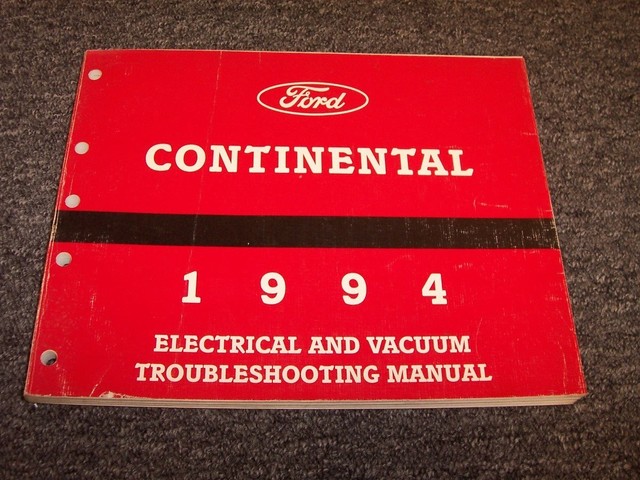 Ford
CONTINENTAL
1 9 9 4
ELECTRICAL AND VACUUM
TROUBLESHOOTING MANUAL